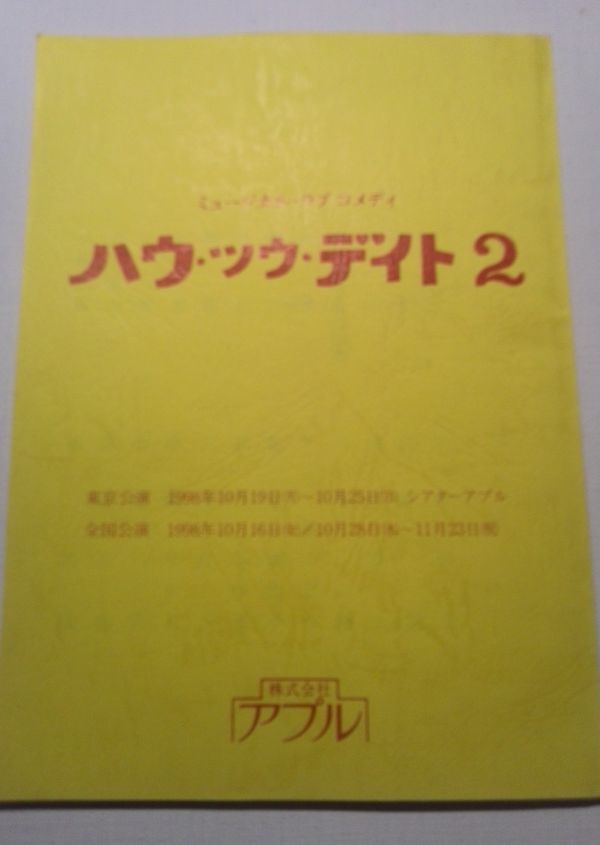 ミュージカル・ラブコメディ
ハウ・ツウ・デイト2
東京公演 1998年10月19日(月)～10月25日(日) シアターアプル
全国公演 1998年10月16日(金)／10月28日(水)～11月23日(祝)
株式会社
アプル